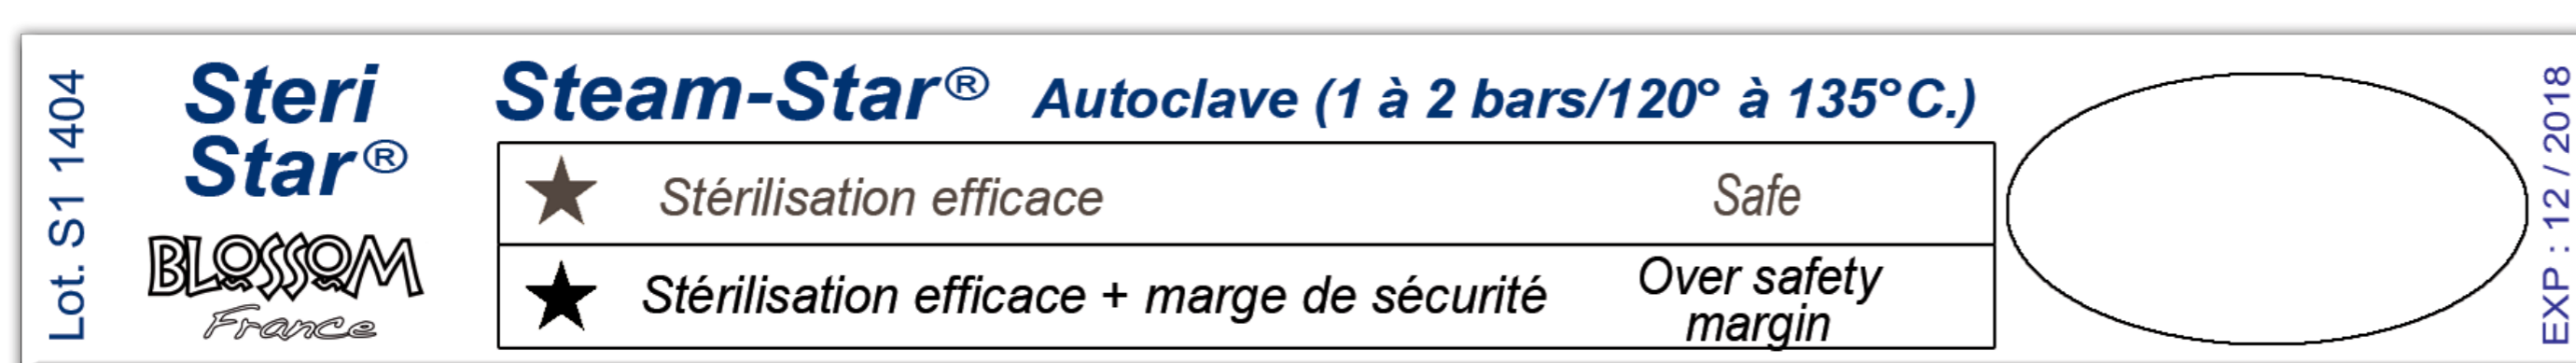 Lot. S1 1404
Steri
Star®
BLOSSOM
France
Steam-Star® Autoclave (1 à 2 bars/120° à 135°C.)
Stérilisation efficace Safe
Stérilisation efficace + marge de sécurité Over safety
margin
EXP : 12 / 2018